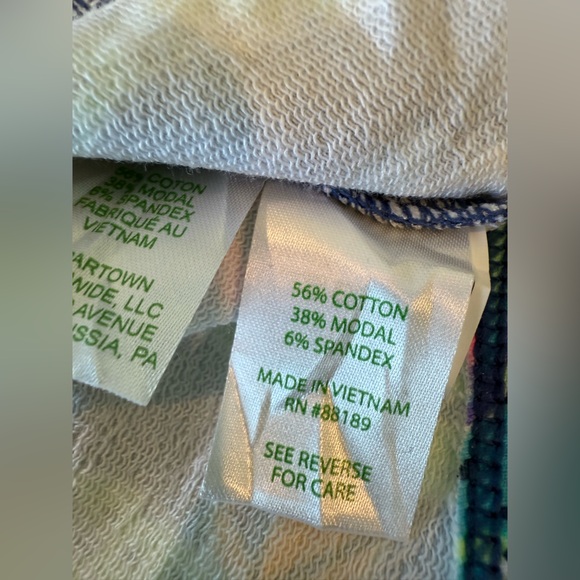 38% MODAL
6% SPANDEX
FABRIQUE AU
VIETNAM
ARTOWN
WIDE, LLC
AVENUE
SSIA, PA
56% COTTON
38% MODAL
6% SPANDEX
MADE IN VIETNAM
RN #88189
SEE REVERSE
FOR CARE